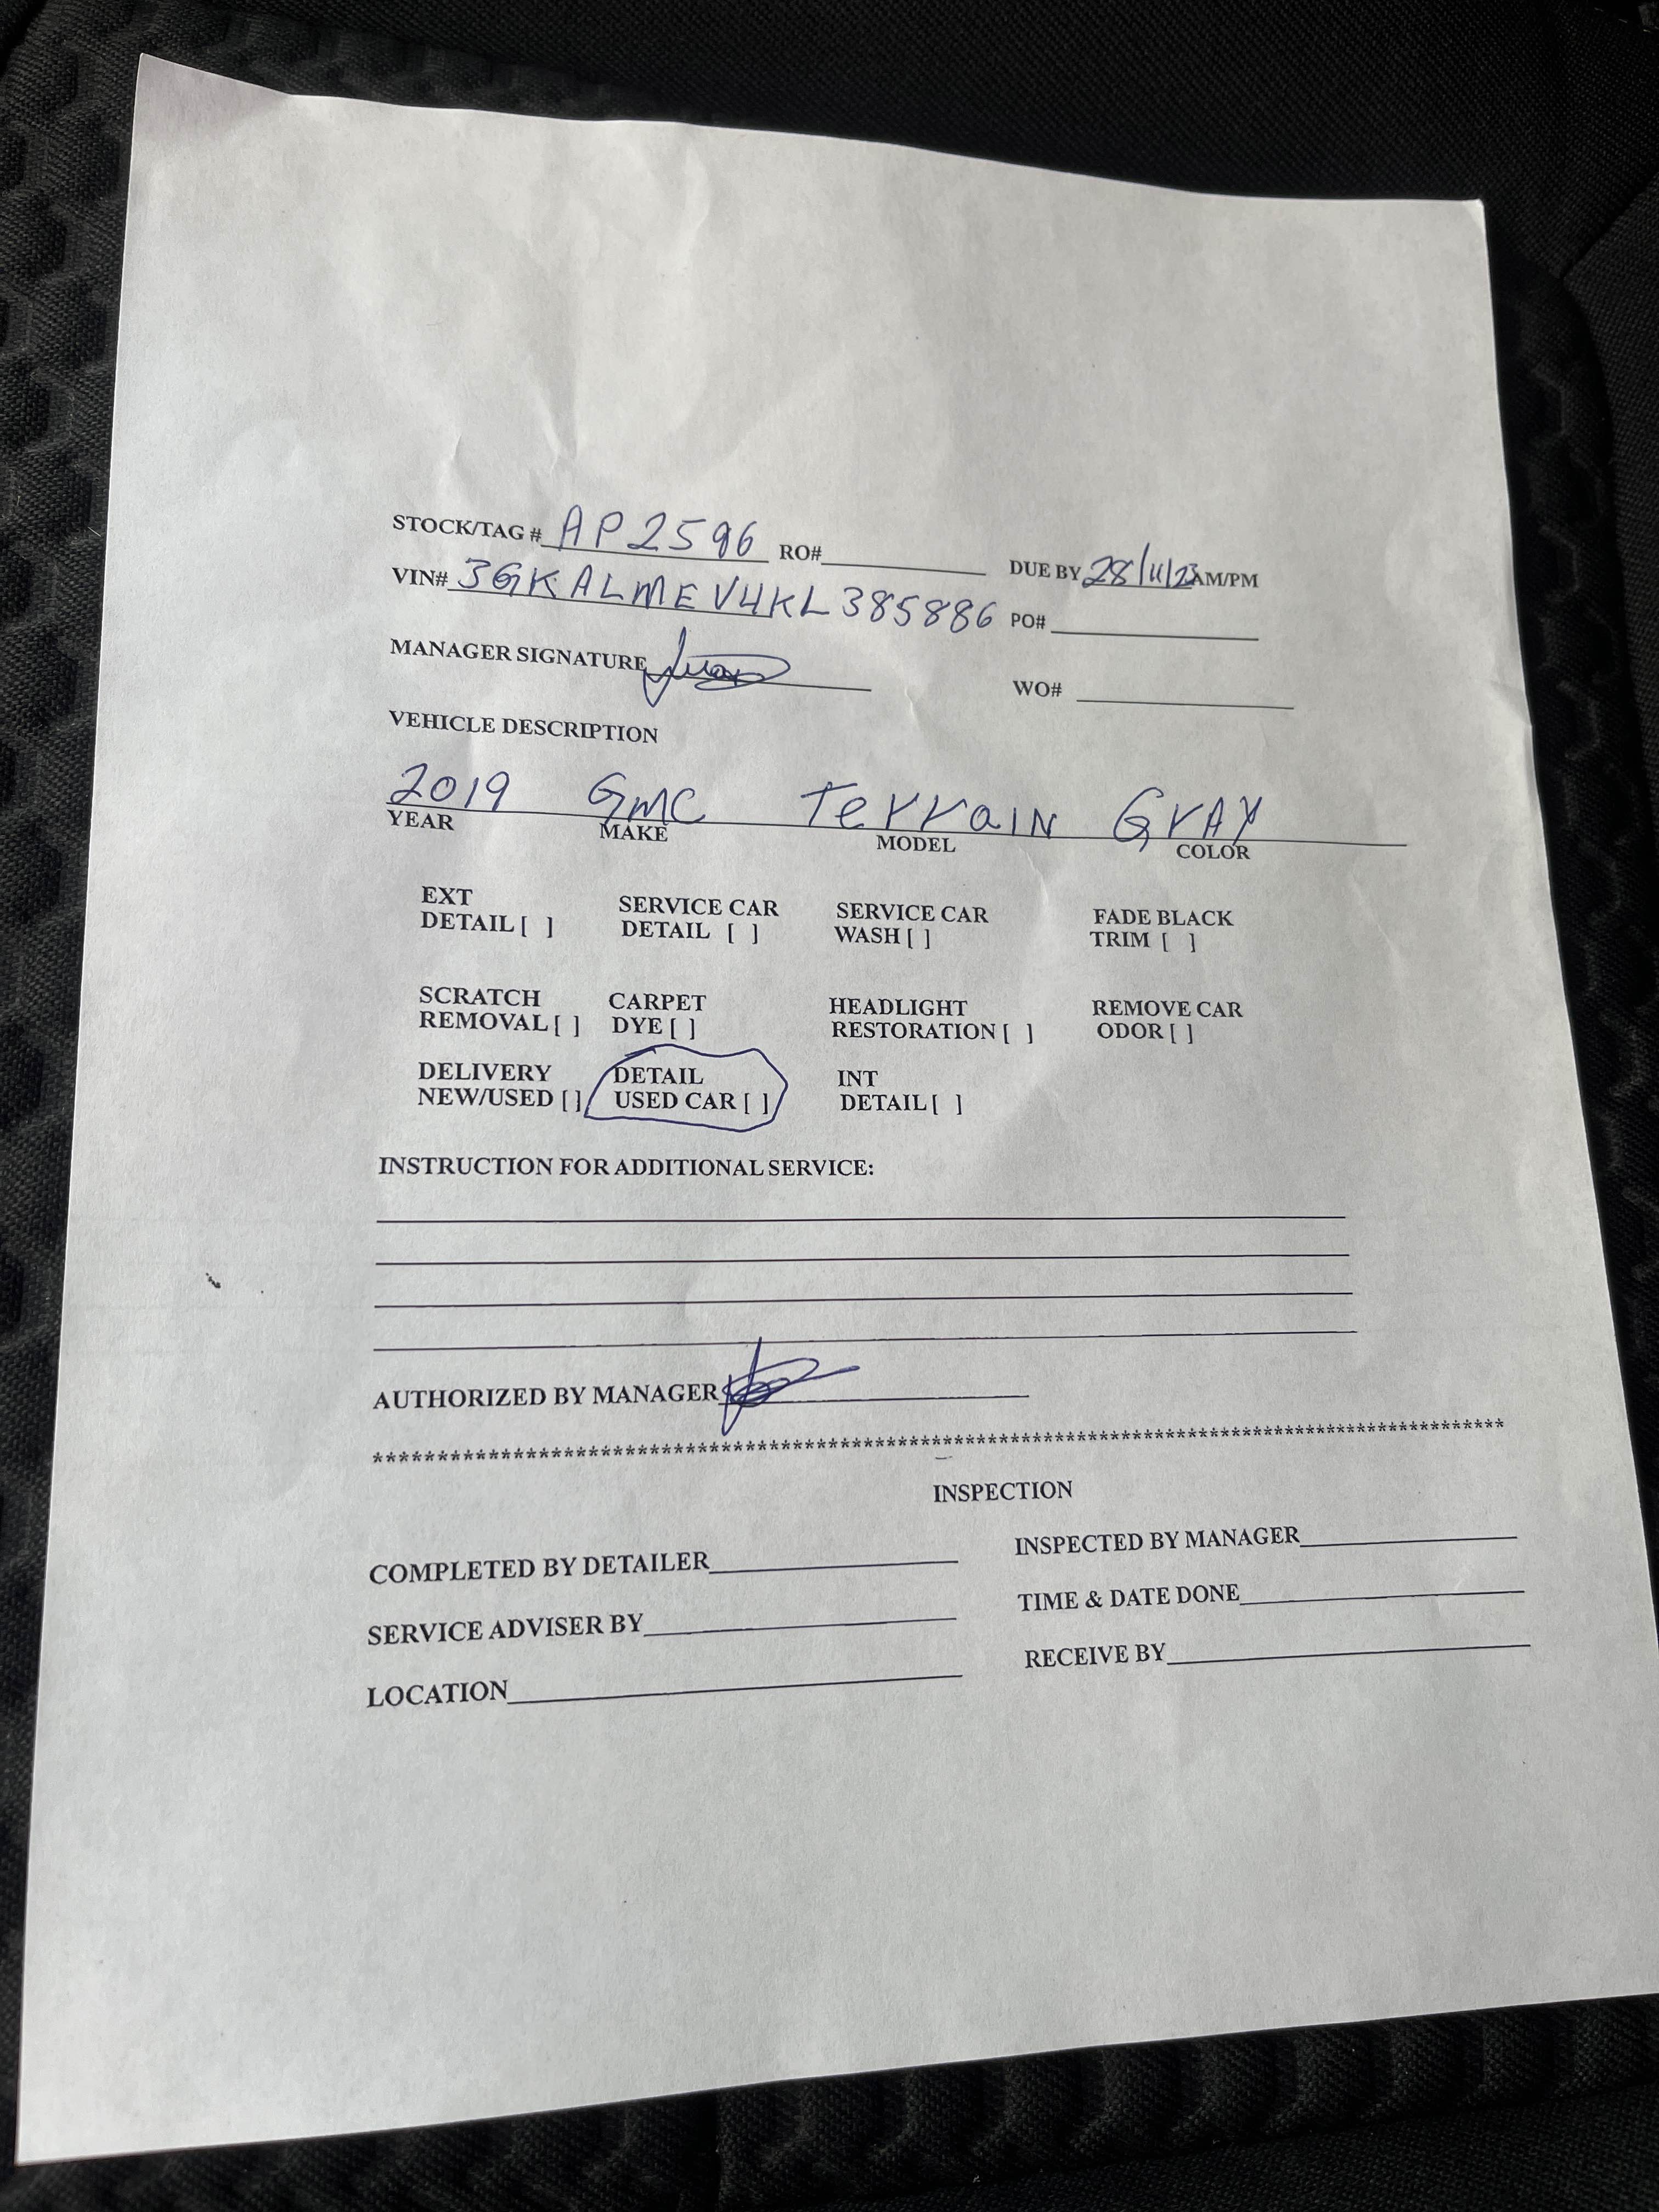 STOCK/TAG # AP2596 RO# DUE BY 28/11/23 AM/PM
VIN# 3GKALMEV4KL385886 PO#
MANAGER SIGNATURE
WO#
VEHICLE DESCRIPTION
2019 GMC Terrain GrAY
YEAR MAKE MODEL COLOR
EXT SERVICE CAR SERVICE CAR FADE BLACK
DETAIL [ ] DETAIL [ ] WASH [ ] TRIM [ ]
SCRATCH CARPET HEADLIGHT REMOVE CAR
REMOVAL [ ] DYE [ ] RESTORATION [ ] ODOR [ ]
DELIVERY DETAIL INT
NEW/USED [ ] USED CAR [ ] DETAIL [ ]
INSTRUCTION FOR ADDITIONAL SERVICE:
AUTHORIZED BY MANAGER
INSPECTION
COMPLETED BY DETAILER INSPECTED BY MANAGER
SERVICE ADVISER BY TIME & DATE DONE
LOCATION RECEIVE BY